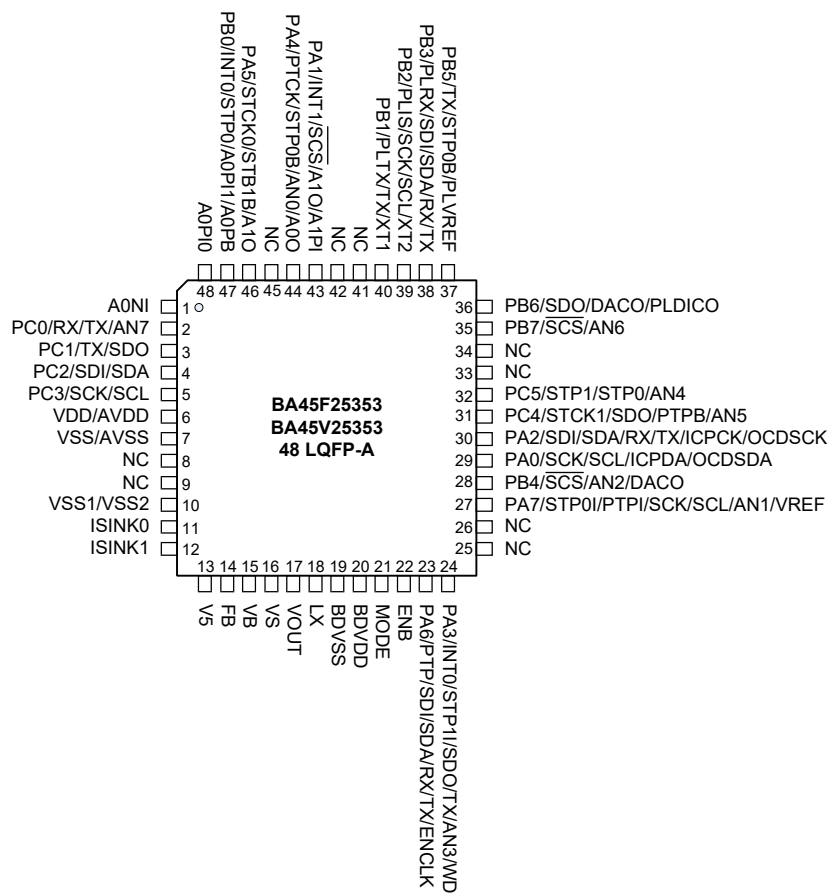 PB0/INT0/STP0/A0PI1/A0PB
PA5/STCK0/STB1B/A1O
PA4/PTCK/STP0B/AN0/A0O
PA1/INT1/SCS/A1O/A1PI
PB1/PLTX/TX/XT1
PB2/PLIS/SCK/SCL/XT2
PB3/PLRX/SDI/SDA/RX/TX
PB5/TX/STP0B/PLVREF
A0PI0
NC
NC
NC
48 47 46 45 44 43 42 41 40 39 38 37
A0NI 1
PC0/RX/TX/AN7 2
PC1/TX/SDO 3
PC2/SDI/SDA 4
PC3/SCK/SCL 5
VDD/AVDD 6
VSS/AVSS 7
NC 8
NC 9
VSS1/VSS2 10
ISINK0 11
ISINK1 12
BA45F25353
BA45V25353
48 LQFP-A
36 PB6/SDO/DACO/PLDICO
35 PB7/SCS/AN6
34 NC
33 NC
32 PC5/STP1/STP0/AN4
31 PC4/STCK1/SDO/PTPB/AN5
30 PA2/SDI/SDA/RX/TX/ICPCK/OCDSCK
29 PA0/SCK/SCL/ICPDA/OCDSDA
28 PB4/SCS/AN2/DACO
27 PA7/STP0I/PTPI/SCK/SCL/AN1/VREF
26 NC
25 NC
13 14 15 16 17 18 19 20 21 22 23 24
V5
FB
VB
VS
VOUT
LX
BDVSS
BDVDD
MODE
ENB
PA6/PTP/SDI/SDA/RX/TX/ENCLK
PA3/INT0/STP1I/SDO/TX/AN3/WD